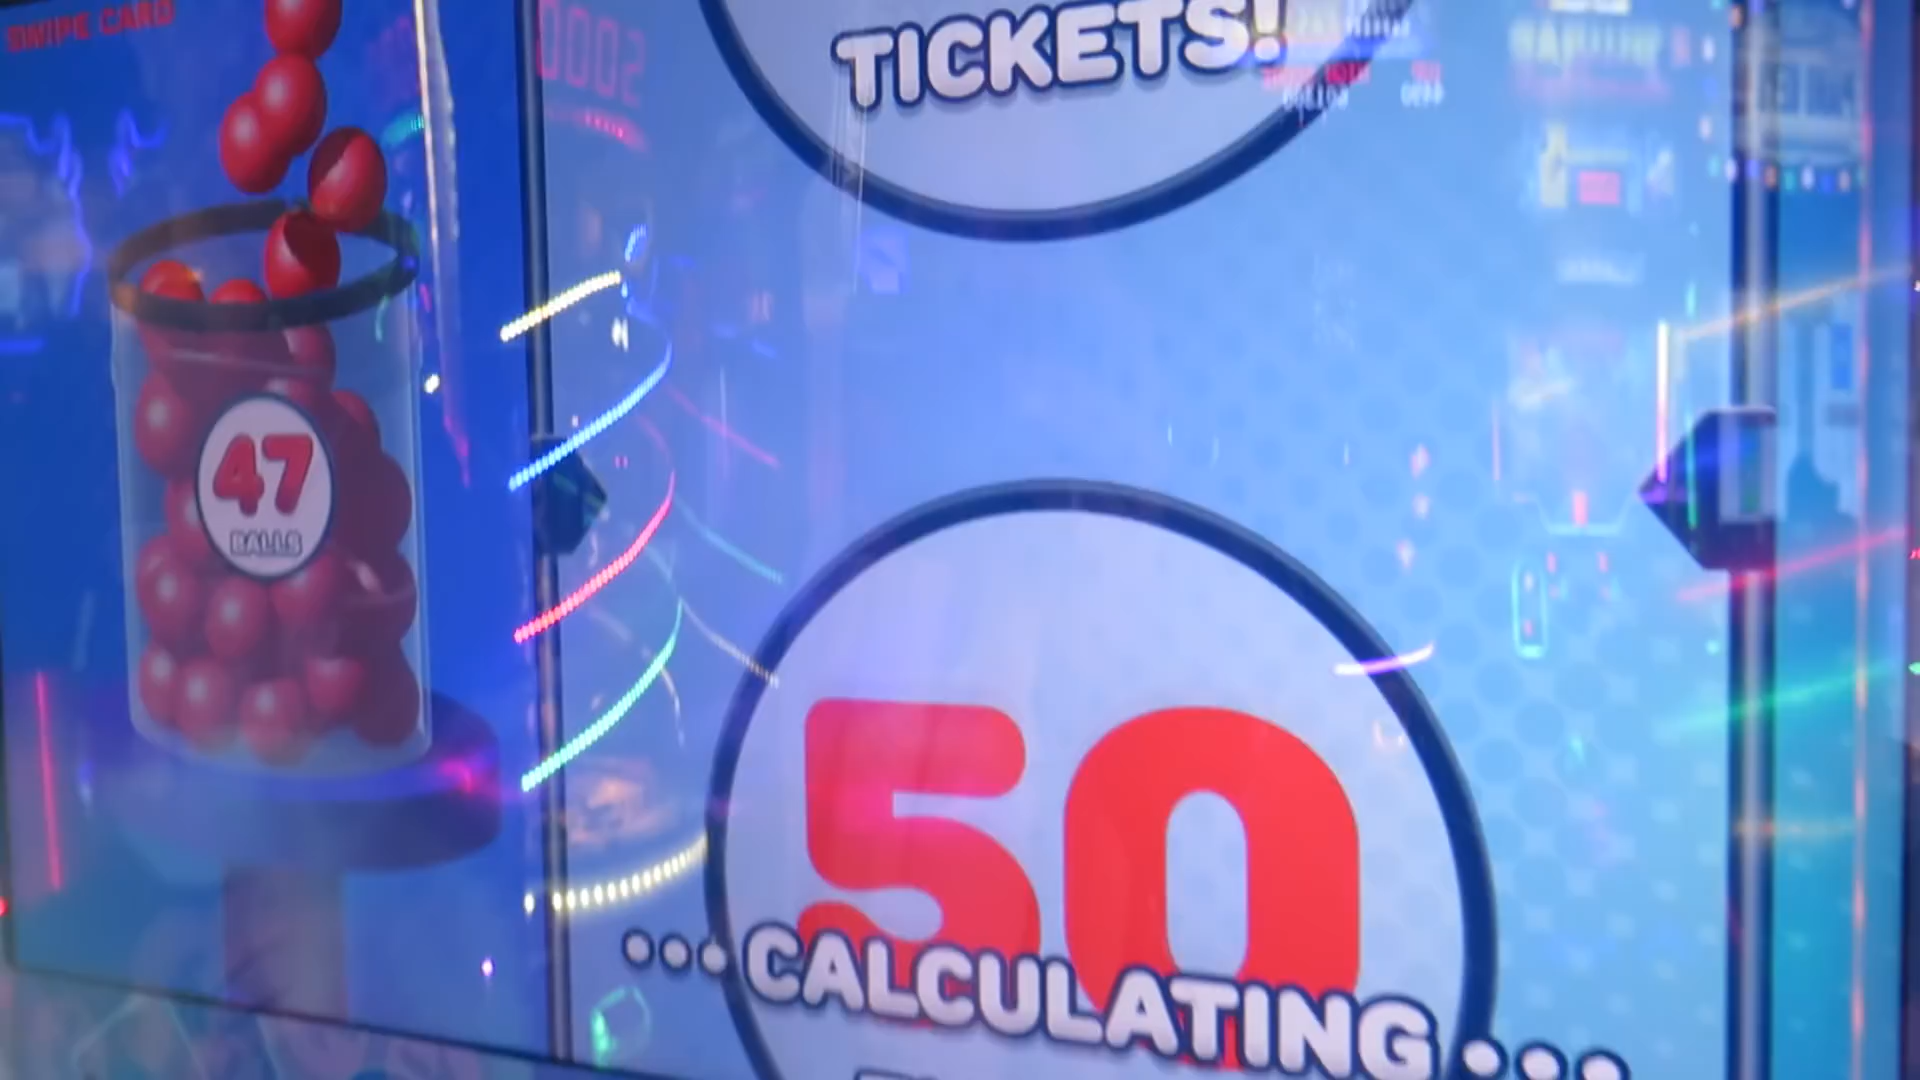 SWIPE CARD
TICKETS!
47
BALLS
50
...CALCULATING...